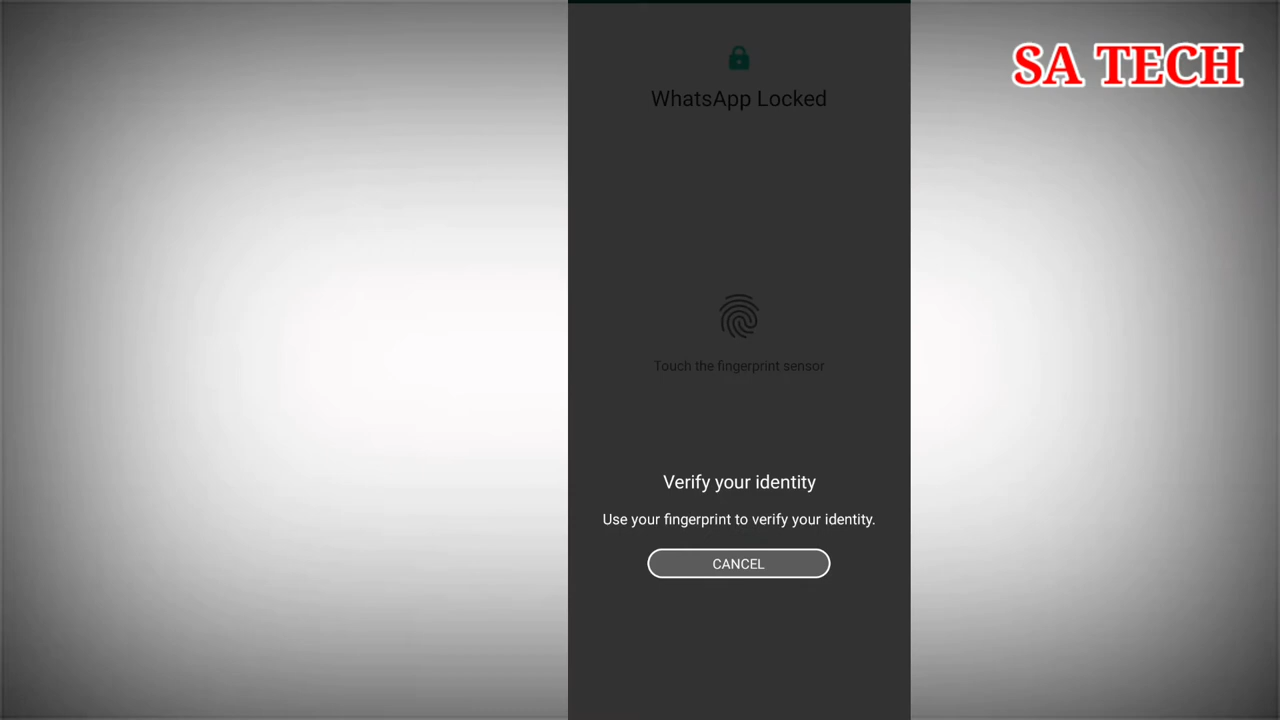 SA TECH
WhatsApp Locked
Touch the fingerprint sensor
Verify your identity
Use your fingerprint to verify your identity.
CANCEL